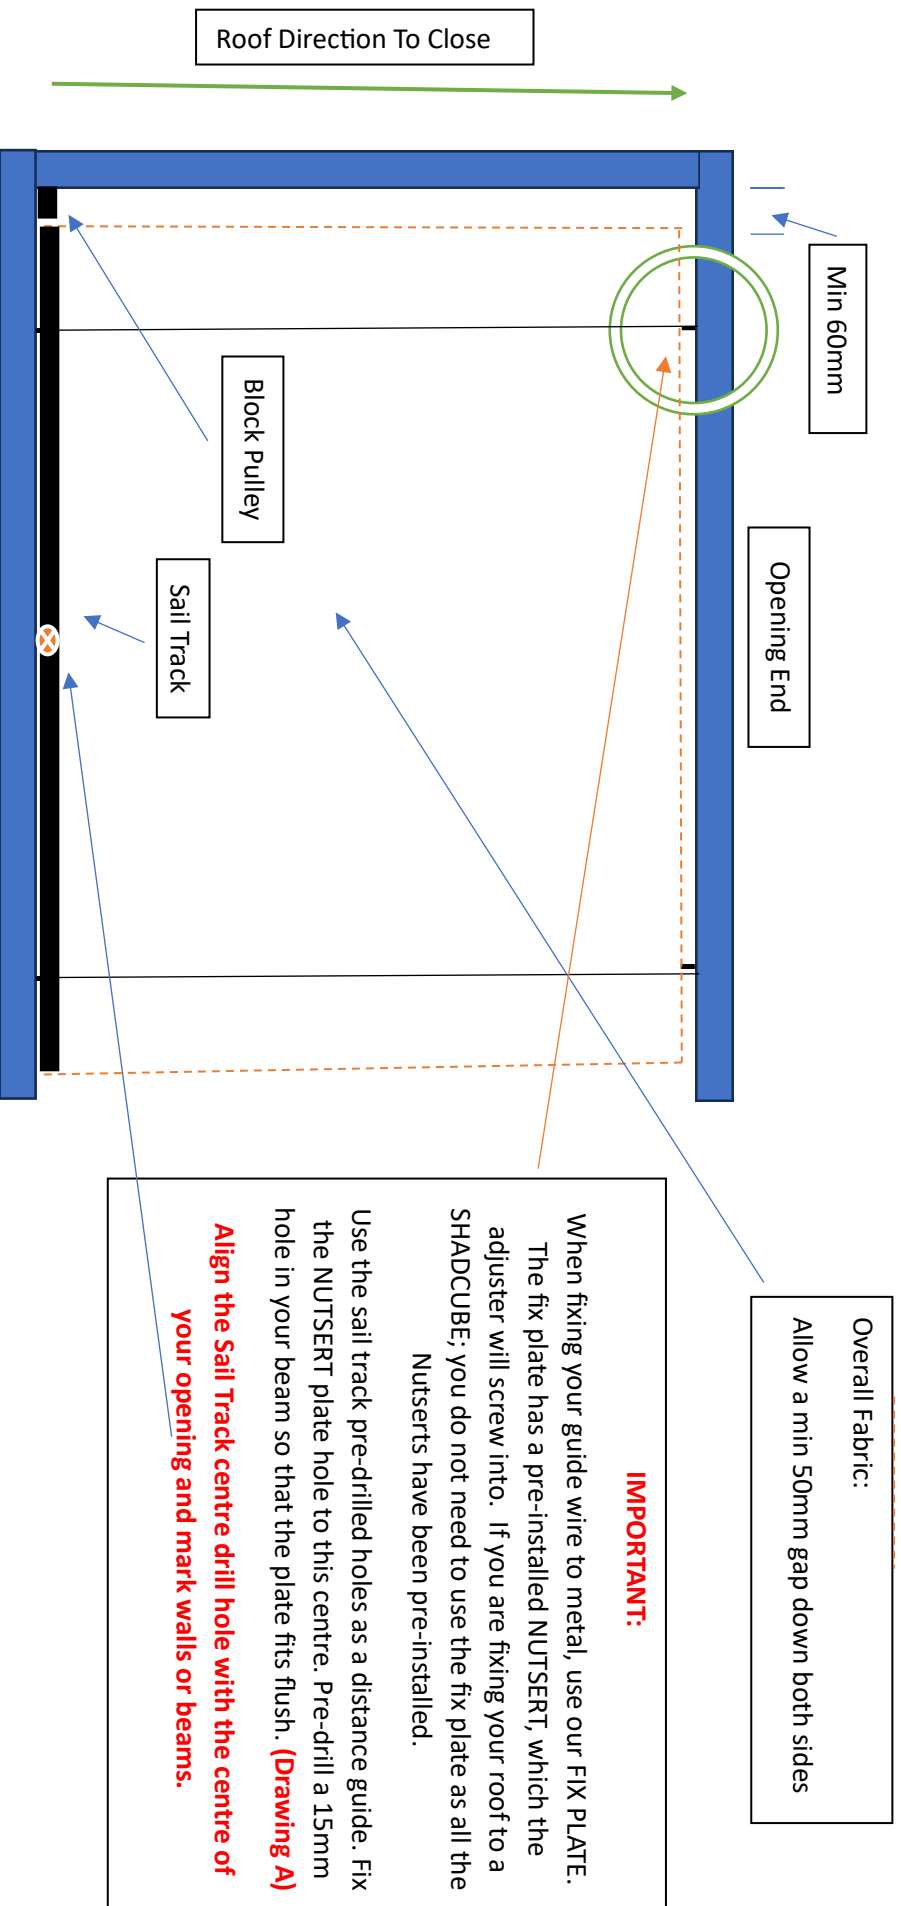 Roof Direction To Close
Min 60mm
Opening End
Block Pulley
Sail Track
Overall Fabric:
Allow a min 50mm gap down both sides
IMPORTANT:
When fixing your guide wire to metal, use our FIX PLATE.
The fix plate has a pre-installed NUTSERT, which the
adjuster will screw into. If you are fixing your roof to a
SHADCUBE; you do not need to use the fix plate as all the
Nutserts have been pre-installed.
Use the sail track pre-drilled holes as a distance guide. Fix
the NUTSERT plate hole to this centre. Pre-drill a 15mm
hole in your beam so that the plate fits flush. (Drawing A)
Align the Sail Track centre drill hole with the centre of
your opening and mark walls or beams.